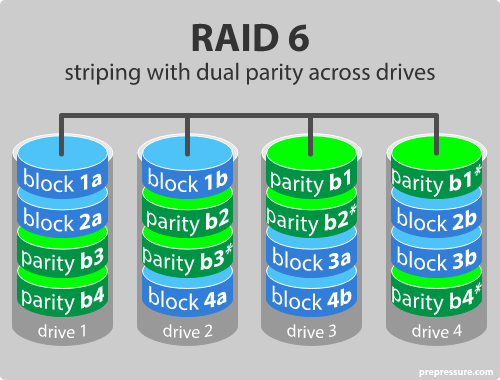 RAID 6
striping with dual parity across drives
block 1a
block 2a
parity b3
parity b4
drive 1
block 1b
parity b2
parity b3*
block 4a
drive 2
parity b1
parity b2*
block 3a
block 4b
drive 3
parity b1*
block 2b
block 3b
parity b4*
drive 4
prepressure.com